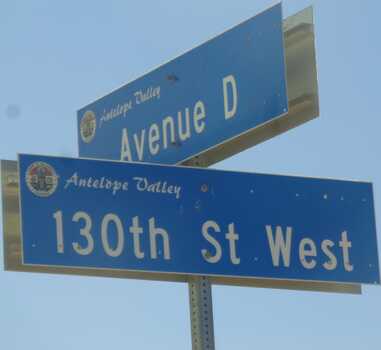 Antelope Valley
Avenue D
Antelope Valley
130th St West